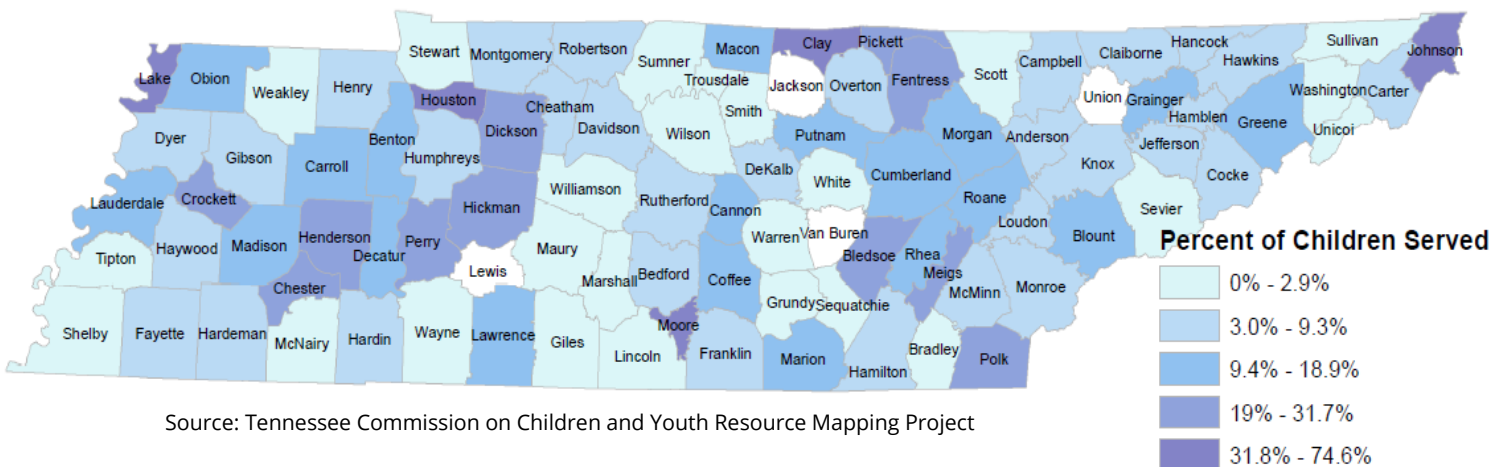 Stewart
Montgomery
Robertson
Sumner
Macon
Clay
Pickett
Scott
Campbell
Claiborne
Hancock
Hawkins
Sullivan
Johnson
Lake
Obion
Weakley
Henry
Houston
Trousdale
Jackson
Overton
Fentress
Union
Grainger
Washington
Carter
Dickson
Cheatham
Smith
Hamblen
Greene
Unicoi
Dyer
Gibson
Carroll
Benton
Humphreys
Davidson
Wilson
Putnam
Morgan
Anderson
Jefferson
Knox
Cocke
DeKalb
White
Cumberland
Lauderdale
Crockett
Williamson
Rutherford
Cannon
Roane
Sevier
Hickman
Loudon
Blount
Tipton
Haywood
Madison
Henderson
Decatur
Perry
Maury
Warren
Van Buren
Bledsoe
Rhea
Meigs
Lewis
Marshall
Bedford
Coffee
McMinn
Monroe
Chester
Grundy
Sequatchie
Shelby
Fayette
Hardeman
McNairy
Hardin
Wayne
Lawrence
Giles
Lincoln
Moore
Franklin
Marion
Hamilton
Bradley
Polk
Percent of Children Served
0% - 2.9%
3.0% - 9.3%
9.4% - 18.9%
19% - 31.7%
31.8% - 74.6%
Source: Tennessee Commission on Children and Youth Resource Mapping Project